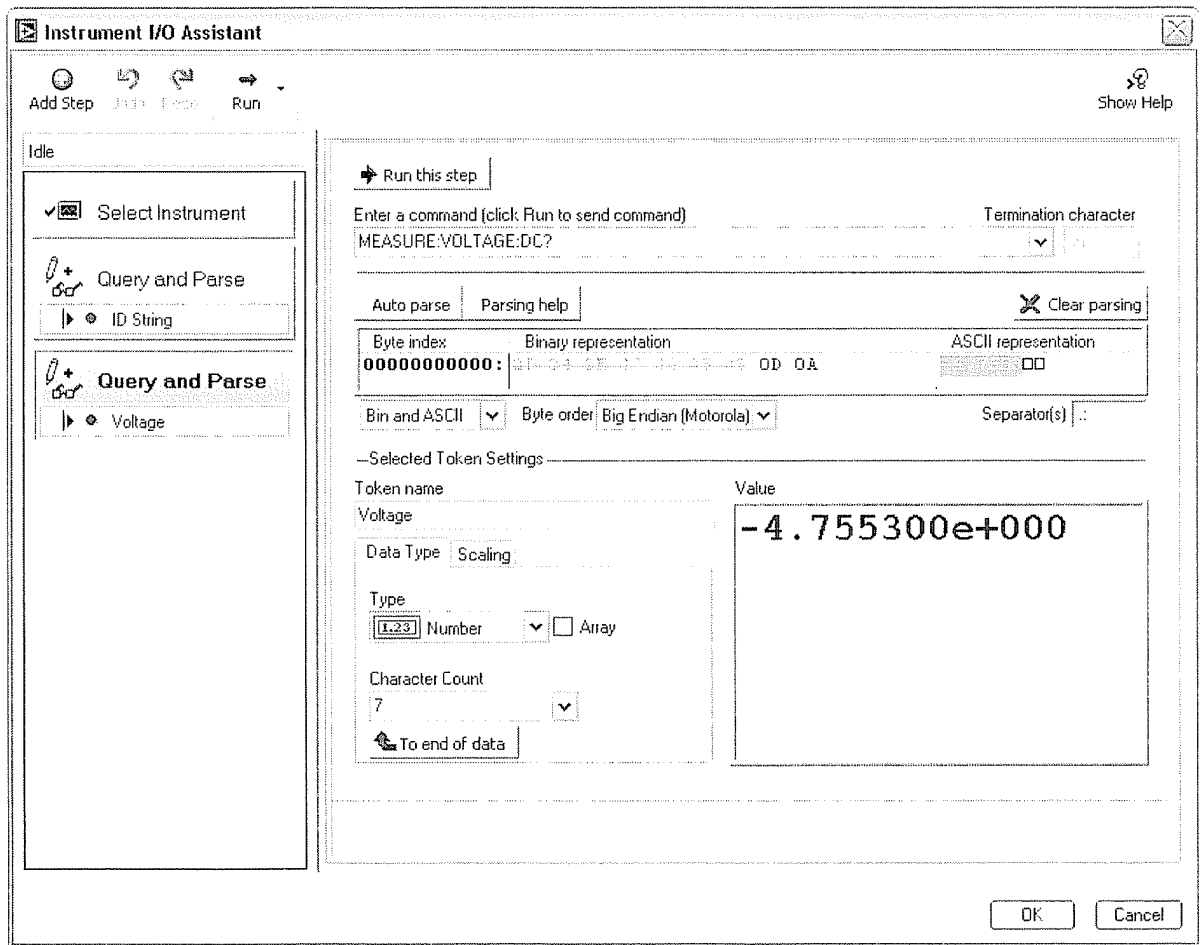 Instrument I/O Assistant
Add Step Run
Show Help
Idle
Select Instrument
Query and Parse
ID String
Query and Parse
Voltage
Run this step
Enter a command (click Run to send command) Termination character
MEASURE:VOLTAGE:DC?
Auto parse Parsing help Clear parsing
Byte index Binary representation ASCII representation
00000000000: 0D 0A
Bin and ASCII Byte order Big Endian (Motorola) Separator(s) ,:
Selected Token Settings
Token name Value
Voltage
-4.755300e+000
Data Type Scaling
Type
1.23 Number Array
Character Count
7
To end of data
OK Cancel